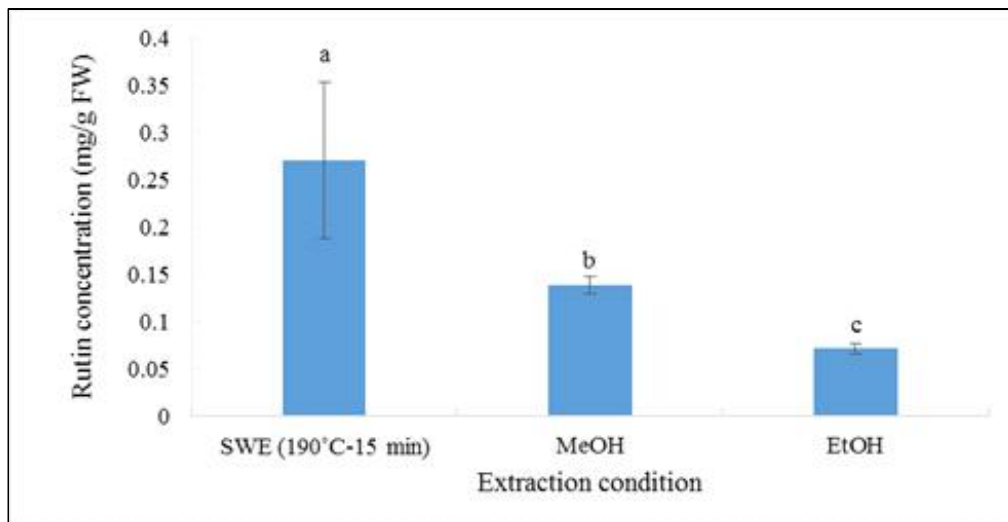 Rutin concentration (mg/g FW)
0.4
0.35
0.3
0.25
0.2
0.15
0.1
0.05
0
a
b
c
SWE (190˚C-15 min)
MeOH
EtOH
Extraction condition